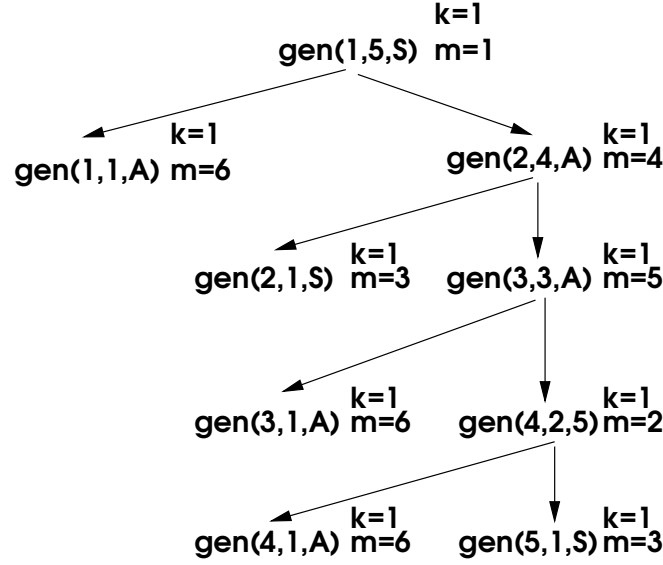 k=1
gen(1,5,S) m=1
k=1
gen(1,1,A) m=6
k=1
gen(2,4,A) m=4
k=1
gen(2,1,S) m=3
k=1
gen(3,3,A) m=5
k=1
gen(3,1,A) m=6
k=1
gen(4,2,5) m=2
k=1
gen(4,1,A) m=6
k=1
gen(5,1,S) m=3